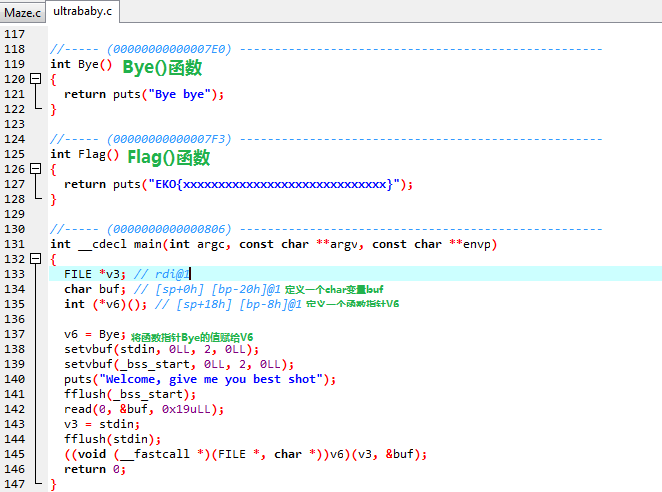 Maze.c ultrababy.c
117
118 //----- (00000000000007E0) ----------------------------------------------------
119 int Bye() Bye()函数
120 {
121 return puts("Bye bye");
122 }
123
124 //----- (00000000000007F3) ----------------------------------------------------
125 int Flag() Flag()函数
126 {
127 return puts("EKO{xxxxxxxxxxxxxxxxxxxxxxxxxxxxxx}");
128 }
129
130 //----- (0000000000000806) ----------------------------------------------------
131 int __cdecl main(int argc, const char **argv, const char **envp)
132 {
133 FILE *v3; // rdi@1
134 char buf; // [sp+0h] [bp-20h]@1 定义一个char变量buf
135 int (*v6)(); // [sp+18h] [bp-8h]@1 定义一个函数指针V6
136
137 v6 = Bye; 将函数指针Bye的值赋给V6
138 setvbuf(stdin, 0LL, 2, 0LL);
139 setvbuf(_bss_start, 0LL, 2, 0LL);
140 puts("Welcome, give me you best shot");
141 fflush(_bss_start);
142 read(0, &buf, 0x19uLL);
143 v3 = stdin;
144 fflush(stdin);
145 ((void (__fastcall *)(FILE *, char *))v6)(v3, &buf);
146 return 0;
147 }